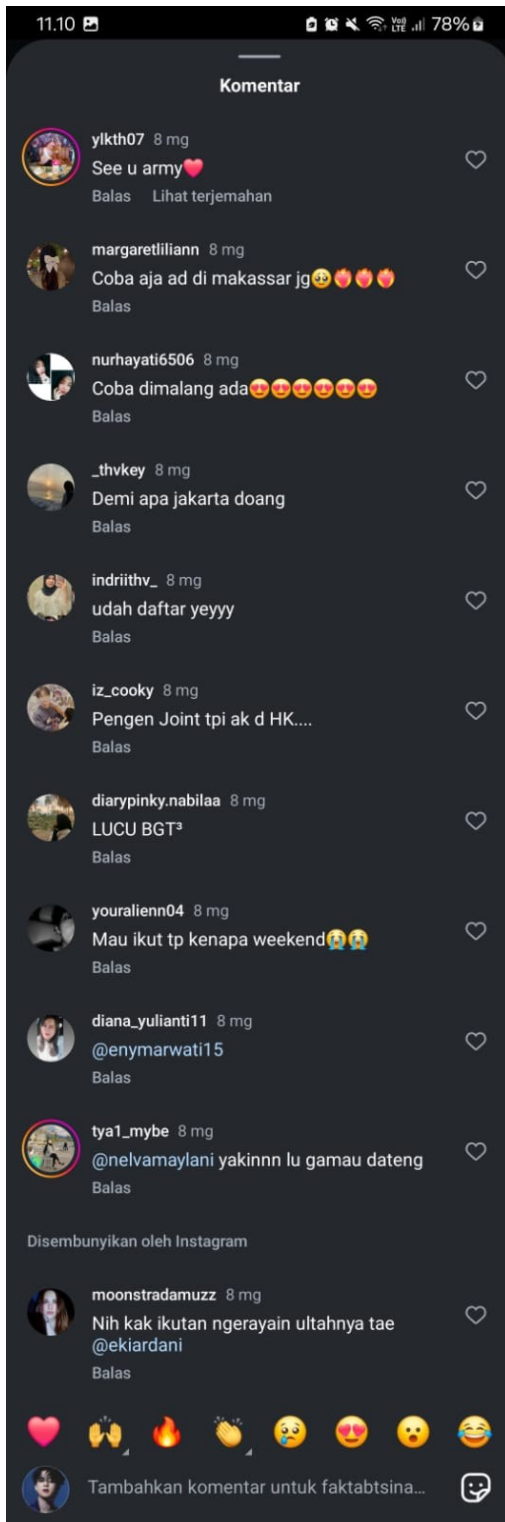 11.10 78%
Komentar
ylkth07 8 mg
See u army❤️
Balas Lihat terjemahan
margaretliliann 8 mg
Coba aja ad di makassar jg🥹❤️‍🔥❤️‍🔥❤️‍🔥
Balas
nurhayati6506 8 mg
Coba dimalang ada😍😍😍😍😍😍
Balas
_thvkey 8 mg
Demi apa jakarta doang
Balas
indriithv_ 8 mg
udah daftar yeyyy
Balas
iz_cooky 8 mg
Pengen Joint tpi ak d HK....
Balas
diarypinky.nabilaa 8 mg
LUCU BGT³
Balas
youralienn04 8 mg
Mau ikut tp kenapa weekend😭😭
Balas
diana_yulianti11 8 mg
@enymarwati15
Balas
tya1_mybe 8 mg
@nelvamaylani yakinnn lu gamau dateng
Balas
Disembunyikan oleh Instagram
moonstradamuzz 8 mg
Nih kak ikutan ngerayain ultahnya tae
@ekiardani
Balas
❤️🙌🔥👏😢😍😮😂
Tambahkan komentar untuk faktabtsina...